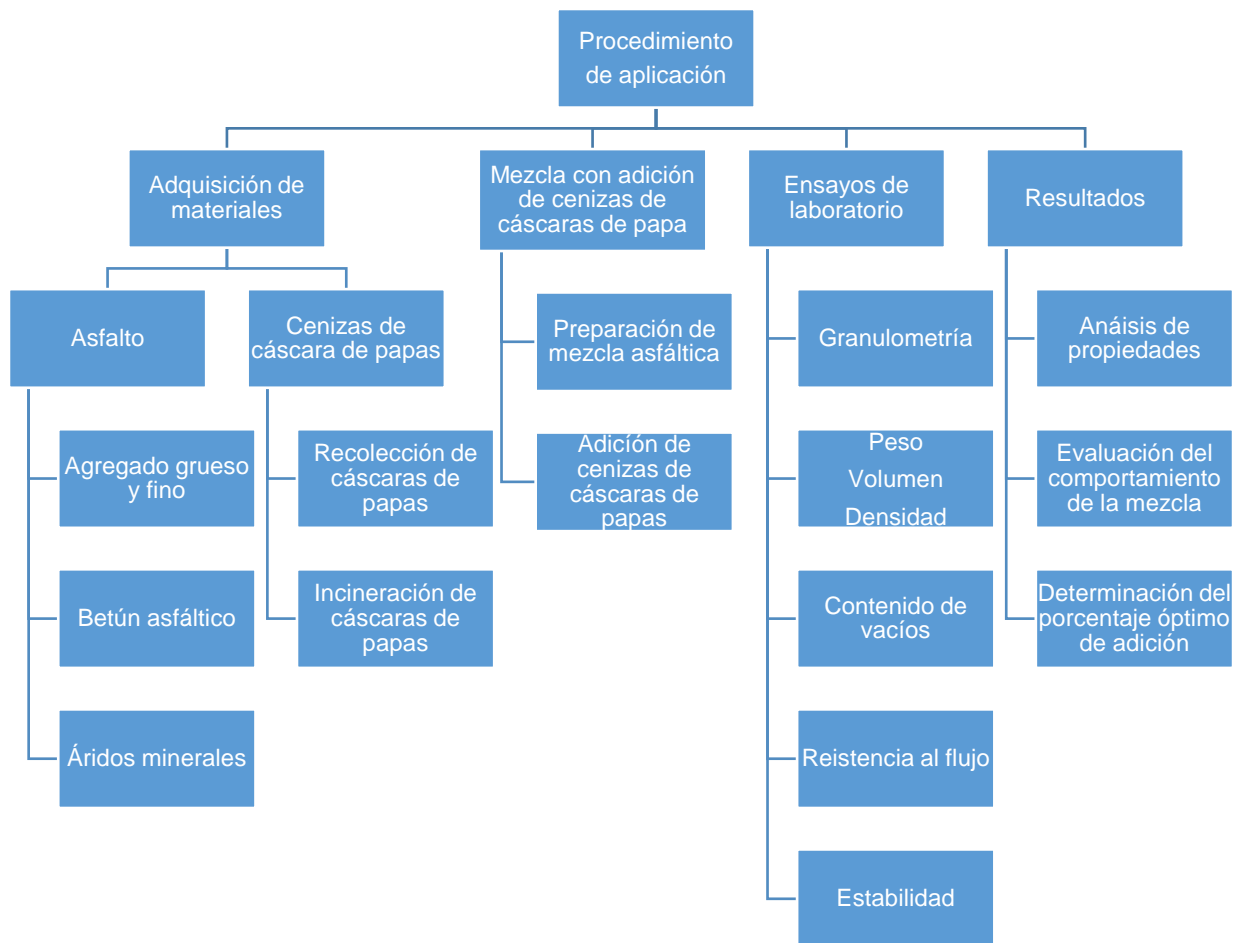 Procedimiento
de aplicación
Adquisición de
materiales
Asfalto
Agregado grueso
y fino
Betún asfáltico
Áridos minerales
Cenizas de
cáscara de papas
Recolección de
cáscaras de
papas
Incineración de
cáscaras de
papas
Mezcla con adición
de cenizas de
cáscaras de papa
Preparación de
mezcla asfáltica
Adicíón de
cenizas de
cáscaras de
papas
Ensayos de
laboratorio
Granulometría
Peso
Volumen
Densidad
Contenido de
vacíos
Reistencia al flujo
Estabilidad
Resultados
Anáisis de
propiedades
Evaluación del
comportamiento
de la mezcla
Determinación del
porcentaje óptimo
de adición